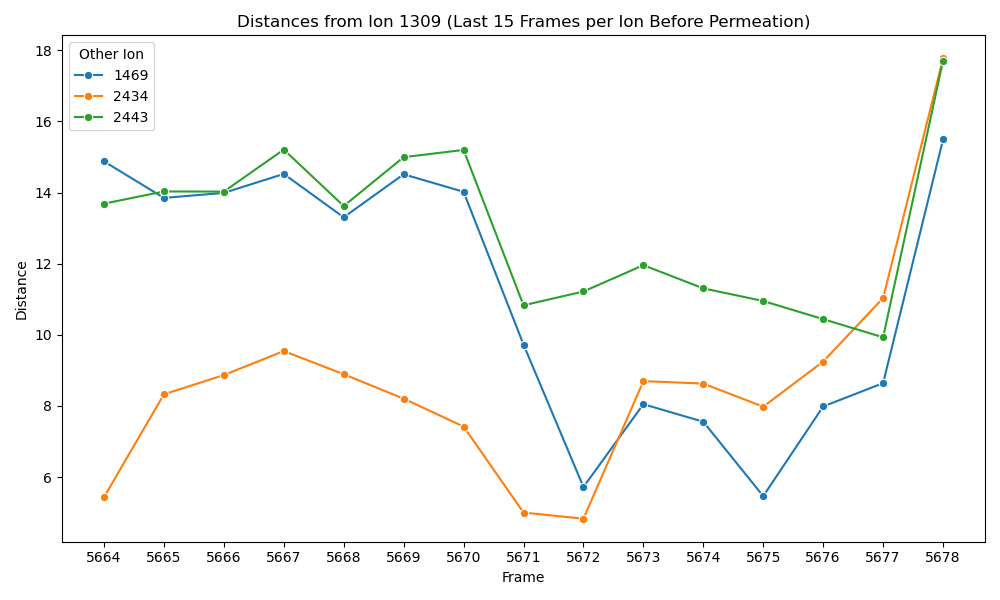 Distances from Ion 1309 (Last 15 Frames per Ion Before Permeation)
Other Ion
1469
2434
2443
18
16
14
12
10
8
6
Distance
5664 5665 5666 5667 5668 5669 5670 5671 5672 5673 5674 5675 5676 5677 5678
Frame